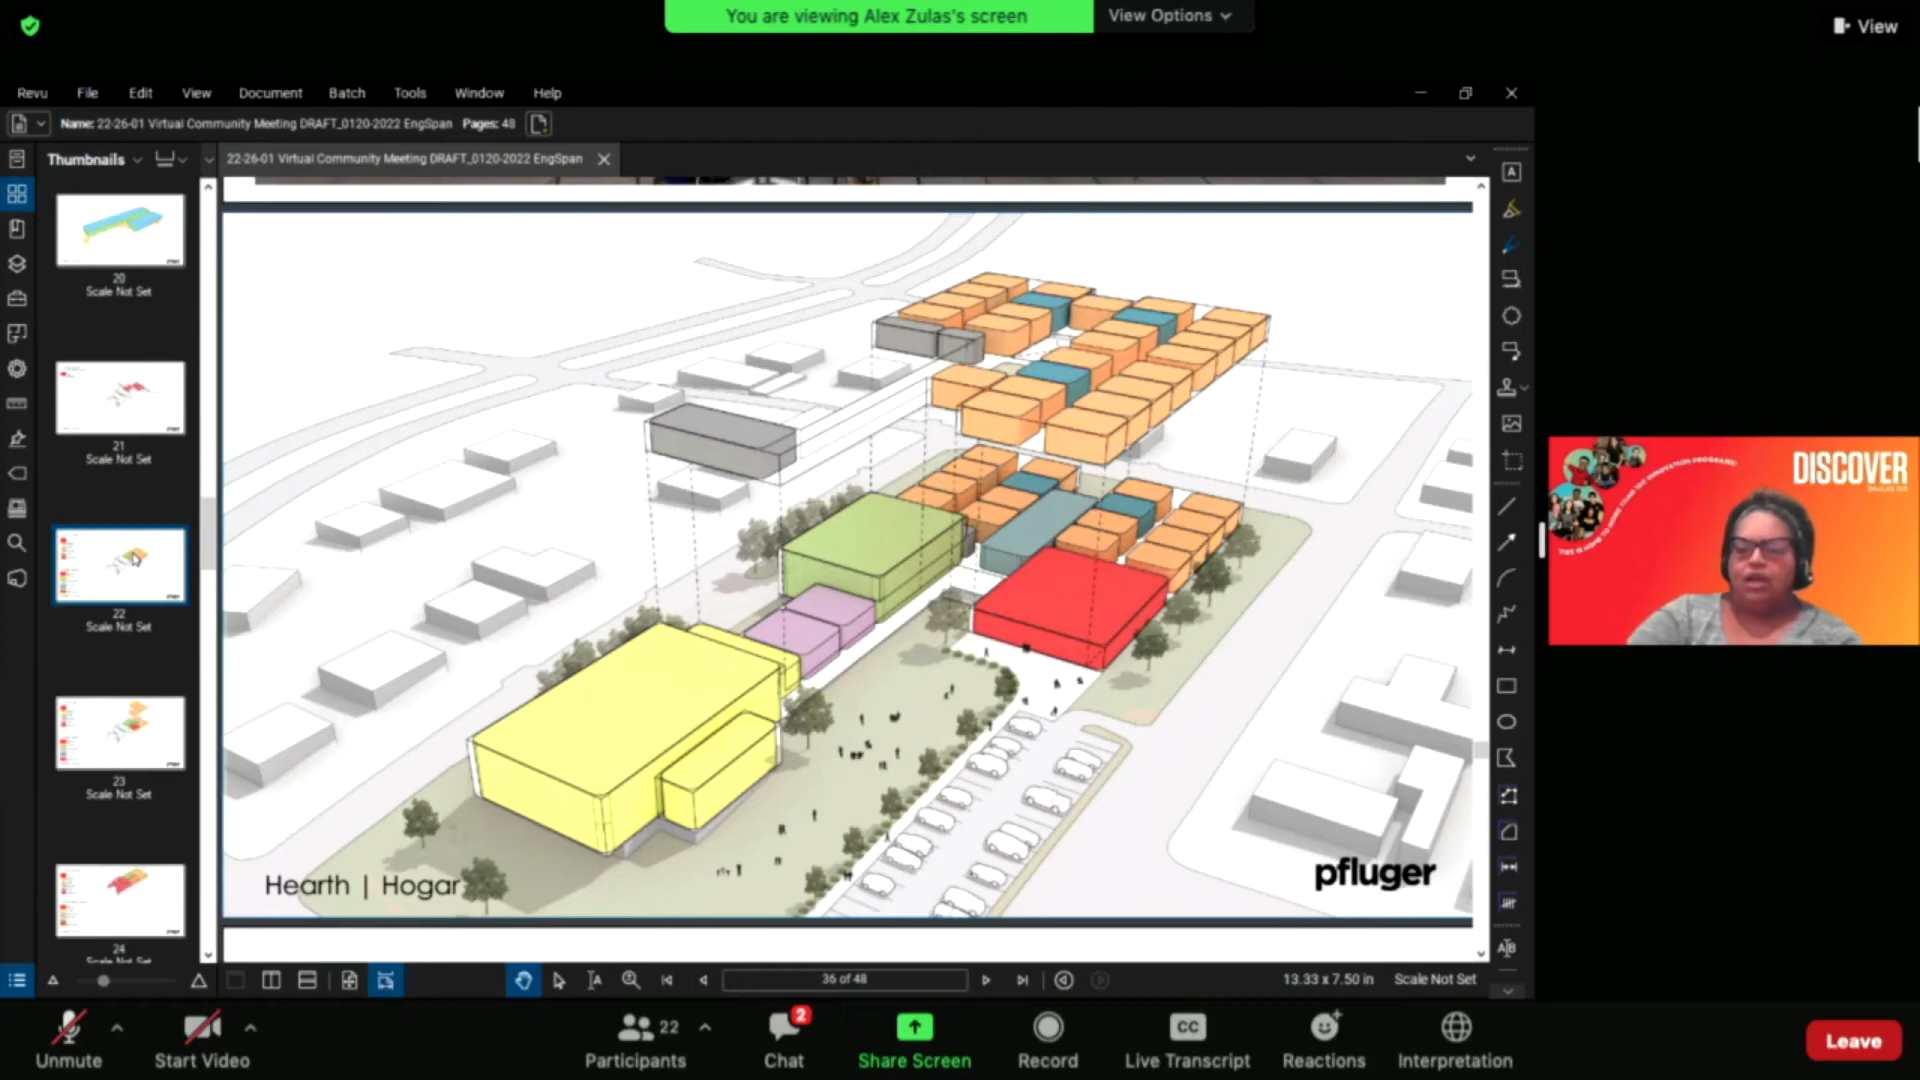 You are viewing Alex Zulas's screen
View Options
View
Revu File Edit View Document Batch Tools Window Help
Name: 22-26-01 Virtual Community Meeting DRAFT_0120-2022 EngSpan Pages: 48
Thumbnails
22-26-01 Virtual Community Meeting DRAFT_0120-2022 EngSpan
20
Scale Not Set
21
Scale Not Set
22
Scale Not Set
23
Scale Not Set
24
Scale Not Set
Hearth | Hogar
pfluger
DISCOVER
36 of 48
13.33 x 7.50 in
Scale Not Set
Unmute
Start Video
22
Participants
2
Chat
Share Screen
Record
CC
Live Transcript
Reactions
Interpretation
Leave